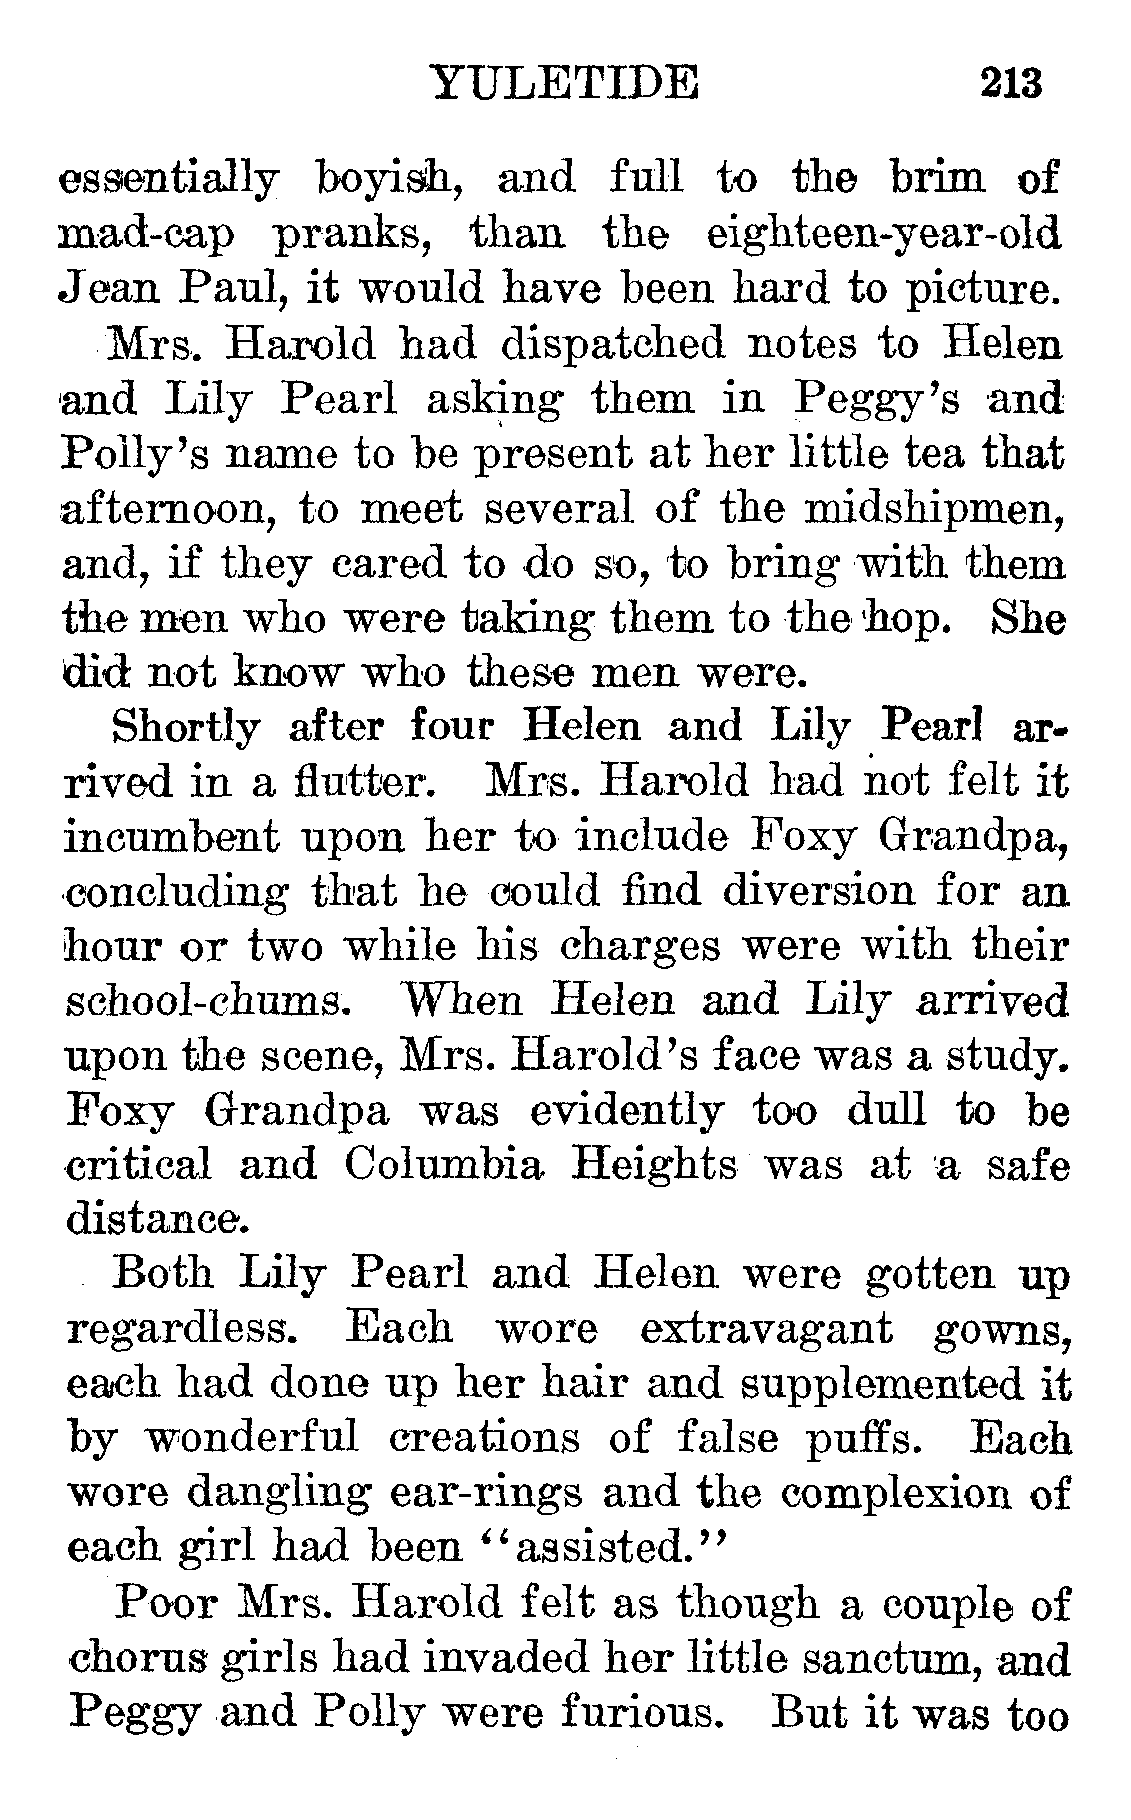 YULETIDE 213
essentially boyish, and full to the brim of
mad-cap pranks, than the eighteen-year-old
Jean Paul, it would have been hard to picture.
Mrs. Harold had dispatched notes to Helen
and Lily Pearl asking them in Peggy's and
Polly's name to be present at her little tea that
afternoon, to meet several of the midshipmen,
and, if they cared to do so, to bring with them
the men who were taking them to the hop. She
did not know who these men were.
Shortly after four Helen and Lily Pearl ar-
rived in a flutter. Mrs. Harold had not felt it
incumbent upon her to include Foxy Grandpa,
concluding that he could find diversion for an
hour or two while his charges were with their
school-chums. When Helen and Lily arrived
upon the scene, Mrs. Harold's face was a study.
Foxy Grandpa was evidently too dull to be
critical and Columbia Heights was at a safe
distance.
Both Lily Pearl and Helen were gotten up
regardless. Each wore extravagant gowns,
each had done up her hair and supplemented it
by wonderful creations of false puffs. Each
wore dangling ear-rings and the complexion of
each girl had been "assisted."
Poor Mrs. Harold felt as though a couple of
chorus girls had invaded her little sanctum, and
Peggy and Polly were furious. But it was too